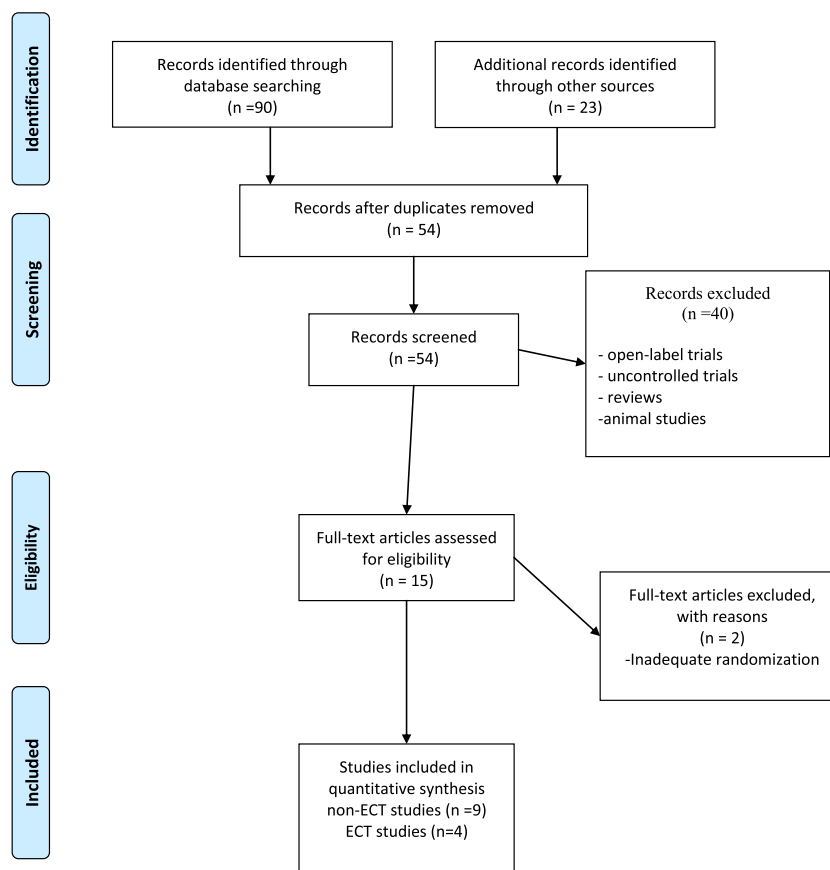 Identification
Records identified through
database searching
(n =90)
Additional records identified
through other sources
(n = 23)
Records after duplicates removed
(n = 54)
Screening
Records screened
(n =54)
Records excluded
(n =40)
- open-label trials
- uncontrolled trials
- reviews
-animal studies
Eligibility
Full-text articles assessed
for eligibility
(n = 15)
Full-text articles excluded,
with reasons
(n = 2)
-Inadequate randomization
Included
Studies included in
quantitative synthesis
non-ECT studies (n =9)
ECT studies (n=4)